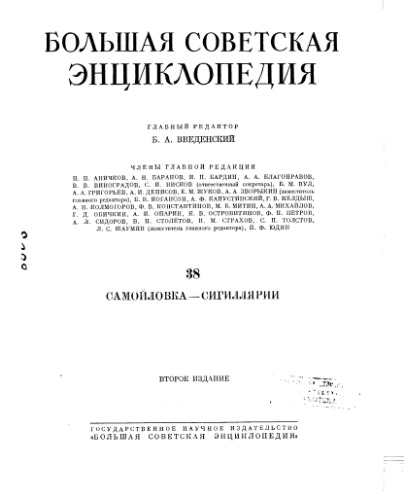 БОЛЬШАЯ СОВЕТСКАЯ
ЭНЦИКЛОПЕДИЯ
ГЛАВНЫЙ РЕДАКТОР
Б. А. ВВЕДЕНСКИЙ
ЧЛЕНЫ ГЛАВНОЙ РЕДАКЦИИ
Н. Н. АНИЧКОВ, А. Н. БАРАНОВ, И. П. БАРДИН, А. А. БЛАГОНРАВОВ,
В. В. ВИНОГРАДОВ, С. И. ВИСКОВ (ответственный секретарь), Б. М. ВУЛ,
А. А. ГРИГОРЬЕВ, А. И. ДЕНИСОВ, Е. М. ЖУКОВ, А. А. ЗВОРЫКИН (заместитель
главного редактора), Б. В. ИОГАНСОН, А. Ф. КАПУСТИНСКИЙ, Г. В. КЕЛДЫШ,
А. Н. КОЛМОГОРОВ, Ф. В. КОНСТАНТИНОВ, М. Б. МИТИН, А. А. МИХАЙЛОВ,
Г. Д. ОБИЧКИН, А. И. ОПАРИН, К. В. ОСТРОВИТЯНОВ, Ф. Н. ПЕТРОВ,
А. Л. СИДОРОВ, В. Н. СТОЛЕТОВ, Н. М. СТРАХОВ, С. П. ТОЛСТОВ,
Л. С. ШАУМЯН (заместитель главного редактора), П. Ф. ЮДИН
38
САМОЙЛОВКА — СИГИЛЛЯРИИ
ВТОРОЕ ИЗДАНИЕ
ГОСУДАРСТВЕННОЕ НАУЧНОЕ ИЗДАТЕЛЬСТВО
«БОЛЬШАЯ СОВЕТСКАЯ ЭНЦИКЛОПЕДИЯ»